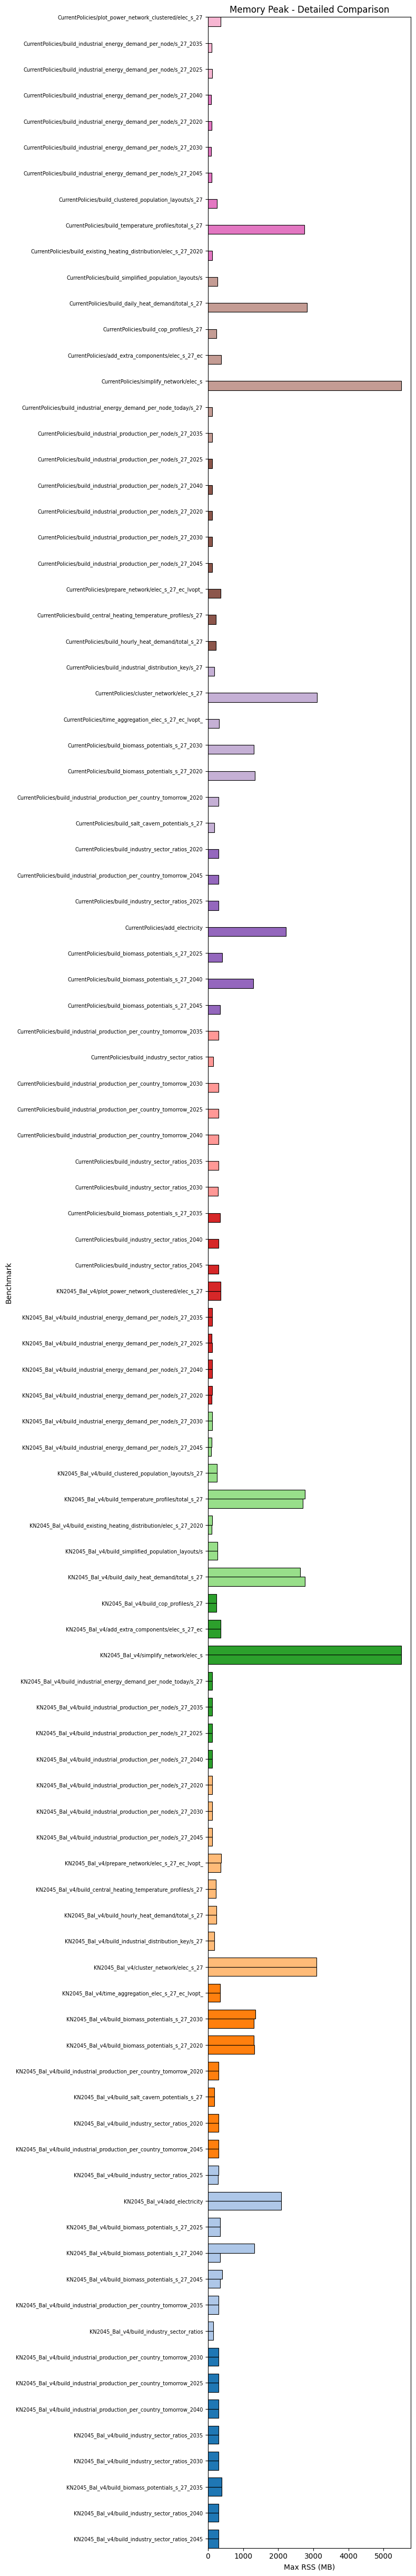 Memory Peak - Detailed Comparison
CurrentPolicies/plot_power_network_clustered/elec_s_27
CurrentPolicies/build_industrial_energy_demand_per_node/s_27_2035
CurrentPolicies/build_industrial_energy_demand_per_node/s_27_2025
CurrentPolicies/build_industrial_energy_demand_per_node/s_27_2040
CurrentPolicies/build_industrial_energy_demand_per_node/s_27_2020
CurrentPolicies/build_industrial_energy_demand_per_node/s_27_2030
CurrentPolicies/build_industrial_energy_demand_per_node/s_27_2045
CurrentPolicies/build_clustered_population_layouts/s_27
CurrentPolicies/build_temperature_profiles/total_s_27
CurrentPolicies/build_existing_heating_distribution/elec_s_27_2020
CurrentPolicies/build_simplified_population_layouts/s
CurrentPolicies/build_daily_heat_demand/total_s_27
CurrentPolicies/build_cop_profiles/s_27
CurrentPolicies/add_extra_components/elec_s_27_ec
CurrentPolicies/simplify_network/elec_s
CurrentPolicies/build_industrial_energy_demand_per_node_today/s_27
CurrentPolicies/build_industrial_production_per_node/s_27_2035
CurrentPolicies/build_industrial_production_per_node/s_27_2025
CurrentPolicies/build_industrial_production_per_node/s_27_2040
CurrentPolicies/build_industrial_production_per_node/s_27_2020
CurrentPolicies/build_industrial_production_per_node/s_27_2030
CurrentPolicies/build_industrial_production_per_node/s_27_2045
CurrentPolicies/prepare_network/elec_s_27_ec_lvopt_
CurrentPolicies/build_central_heating_temperature_profiles/s_27
CurrentPolicies/build_hourly_heat_demand/total_s_27
CurrentPolicies/build_industrial_distribution_key/s_27
CurrentPolicies/cluster_network/elec_s_27
CurrentPolicies/time_aggregation_elec_s_27_ec_lvopt_
CurrentPolicies/build_biomass_potentials_s_27_2030
CurrentPolicies/build_biomass_potentials_s_27_2020
CurrentPolicies/build_industrial_production_per_country_tomorrow_2020
CurrentPolicies/build_salt_cavern_potentials_s_27
CurrentPolicies/build_industry_sector_ratios_2020
CurrentPolicies/build_industrial_production_per_country_tomorrow_2045
CurrentPolicies/build_industry_sector_ratios_2025
CurrentPolicies/add_electricity
CurrentPolicies/build_biomass_potentials_s_27_2025
CurrentPolicies/build_biomass_potentials_s_27_2040
CurrentPolicies/build_biomass_potentials_s_27_2045
CurrentPolicies/build_industrial_production_per_country_tomorrow_2035
CurrentPolicies/build_industry_sector_ratios
CurrentPolicies/build_industrial_production_per_country_tomorrow_2030
CurrentPolicies/build_industrial_production_per_country_tomorrow_2025
CurrentPolicies/build_industrial_production_per_country_tomorrow_2040
CurrentPolicies/build_industry_sector_ratios_2035
CurrentPolicies/build_industry_sector_ratios_2030
CurrentPolicies/build_biomass_potentials_s_27_2035
CurrentPolicies/build_industry_sector_ratios_2040
CurrentPolicies/build_industry_sector_ratios_2045
Benchmark
KN2045_Bal_v4/plot_power_network_clustered/elec_s_27
KN2045_Bal_v4/build_industrial_energy_demand_per_node/s_27_2035
KN2045_Bal_v4/build_industrial_energy_demand_per_node/s_27_2025
KN2045_Bal_v4/build_industrial_energy_demand_per_node/s_27_2040
KN2045_Bal_v4/build_industrial_energy_demand_per_node/s_27_2020
KN2045_Bal_v4/build_industrial_energy_demand_per_node/s_27_2030
KN2045_Bal_v4/build_industrial_energy_demand_per_node/s_27_2045
KN2045_Bal_v4/build_clustered_population_layouts/s_27
KN2045_Bal_v4/build_temperature_profiles/total_s_27
KN2045_Bal_v4/build_existing_heating_distribution/elec_s_27_2020
KN2045_Bal_v4/build_simplified_population_layouts/s
KN2045_Bal_v4/build_daily_heat_demand/total_s_27
KN2045_Bal_v4/build_cop_profiles/s_27
KN2045_Bal_v4/add_extra_components/elec_s_27_ec
KN2045_Bal_v4/simplify_network/elec_s
KN2045_Bal_v4/build_industrial_energy_demand_per_node_today/s_27
KN2045_Bal_v4/build_industrial_production_per_node/s_27_2035
KN2045_Bal_v4/build_industrial_production_per_node/s_27_2025
KN2045_Bal_v4/build_industrial_production_per_node/s_27_2040
KN2045_Bal_v4/build_industrial_production_per_node/s_27_2020
KN2045_Bal_v4/build_industrial_production_per_node/s_27_2030
KN2045_Bal_v4/build_industrial_production_per_node/s_27_2045
KN2045_Bal_v4/prepare_network/elec_s_27_ec_lvopt_
KN2045_Bal_v4/build_central_heating_temperature_profiles/s_27
KN2045_Bal_v4/build_hourly_heat_demand/total_s_27
KN2045_Bal_v4/build_industrial_distribution_key/s_27
KN2045_Bal_v4/cluster_network/elec_s_27
KN2045_Bal_v4/time_aggregation_elec_s_27_ec_lvopt_
KN2045_Bal_v4/build_biomass_potentials_s_27_2030
KN2045_Bal_v4/build_biomass_potentials_s_27_2020
KN2045_Bal_v4/build_industrial_production_per_country_tomorrow_2020
KN2045_Bal_v4/build_salt_cavern_potentials_s_27
KN2045_Bal_v4/build_industry_sector_ratios_2020
KN2045_Bal_v4/build_industrial_production_per_country_tomorrow_2045
KN2045_Bal_v4/build_industry_sector_ratios_2025
KN2045_Bal_v4/add_electricity
KN2045_Bal_v4/build_biomass_potentials_s_27_2025
KN2045_Bal_v4/build_biomass_potentials_s_27_2040
KN2045_Bal_v4/build_biomass_potentials_s_27_2045
KN2045_Bal_v4/build_industrial_production_per_country_tomorrow_2035
KN2045_Bal_v4/build_industry_sector_ratios
KN2045_Bal_v4/build_industrial_production_per_country_tomorrow_2030
KN2045_Bal_v4/build_industrial_production_per_country_tomorrow_2025
KN2045_Bal_v4/build_industrial_production_per_country_tomorrow_2040
KN2045_Bal_v4/build_industry_sector_ratios_2035
KN2045_Bal_v4/build_industry_sector_ratios_2030
KN2045_Bal_v4/build_biomass_potentials_s_27_2035
KN2045_Bal_v4/build_industry_sector_ratios_2040
KN2045_Bal_v4/build_industry_sector_ratios_2045
0 1000 2000 3000 4000 5000
Max RSS (MB)